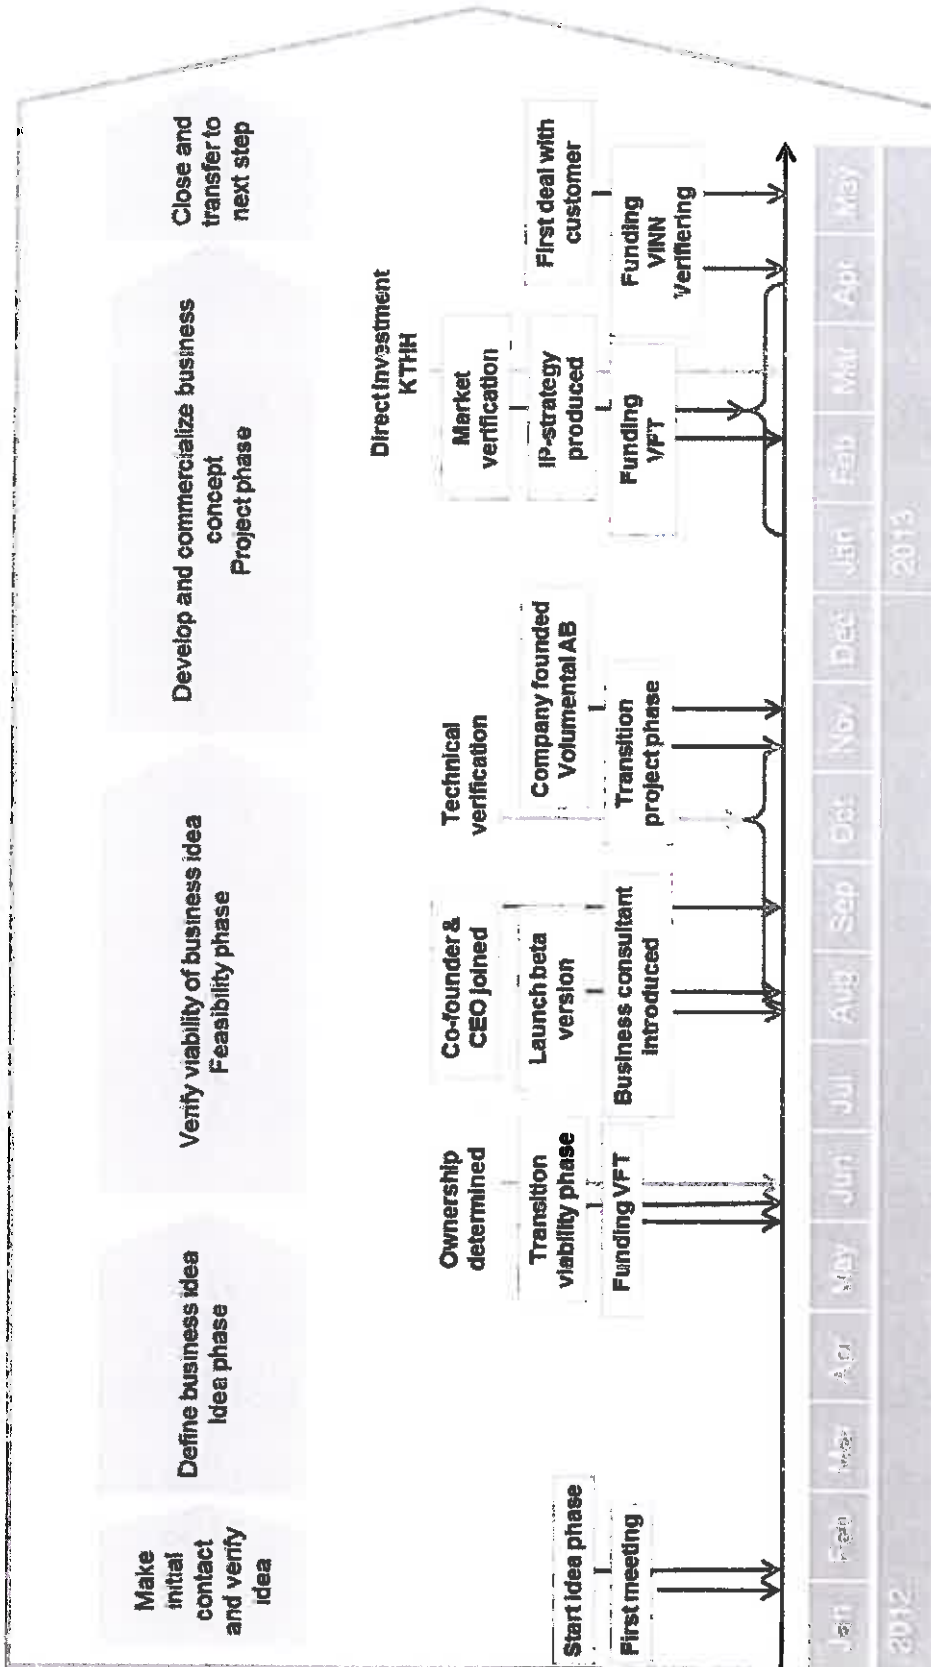 Make
initial
contact
and verify
idea
Define business idea
Idea phase
Verify viability of business idea
Feasibility phase
Develop and commercialize business
concept
Project phase
Close and
transfer to
next step
Start idea phase
First meeting
Ownership
determined
Transition
viability phase
Funding VFT
Co-founder &
CEO joined
Launch beta
version
Business consultant
introduced
Technical
verification
Company founded
Volumental AB
Transition
project phase
Direct investment
KTHH
Market
verification
IP-strategy
produced
Funding
VFT
First deal with
customer
Funding
VINN
Verifiering
Jan Feb Mar Apr May Jun Jul Aug Sep Oct Nov Dec Jan Feb Mar Apr May
2012 2013